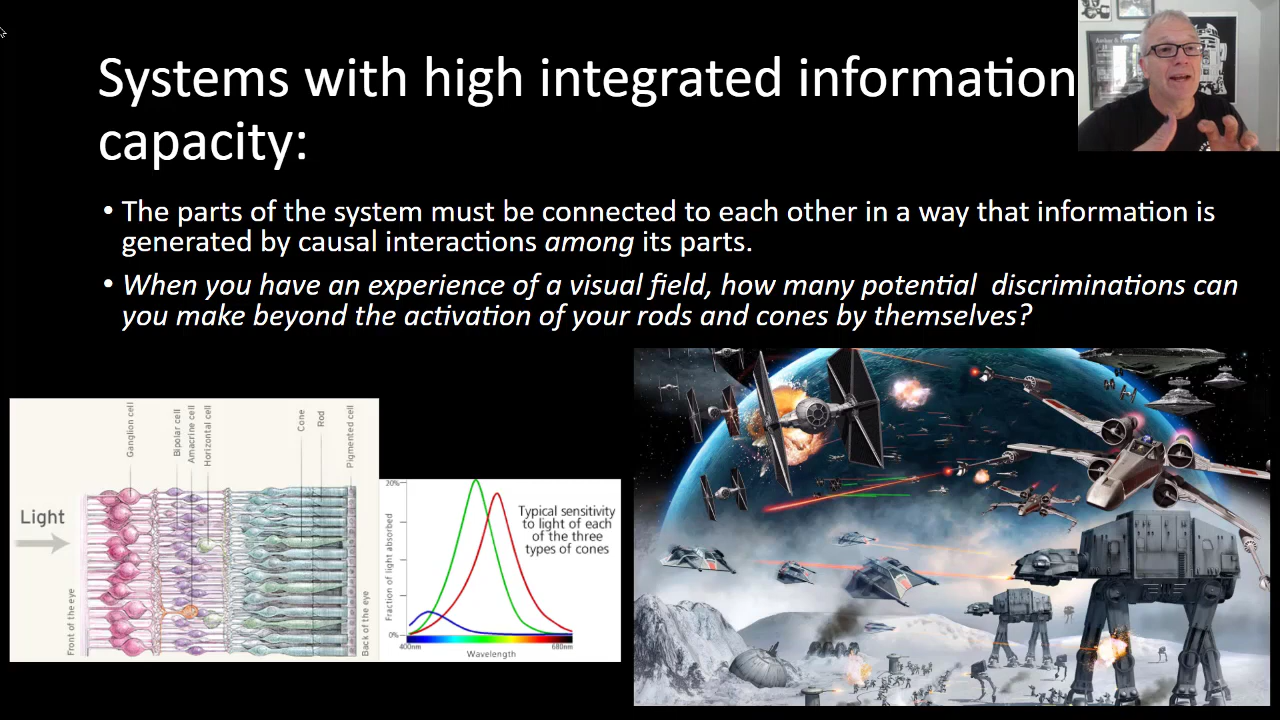 Systems with high integrated information
capacity:
• The parts of the system must be connected to each other in a way that information is
generated by causal interactions among its parts.
• When you have an experience of a visual field, how many potential  discriminations can
you make beyond the activation of your rods and cones by themselves?
Ganglion cell
Bipolar cell
Amacrine cell
Horizontal cell
Cone
Rod
Pigmented cell
Light
Front of the eye
Back of the eye
20%
Typical sensitivity
to light of each
of the three
types of cones
Fraction of light absorbed
0%
400nm
680nm
Wavelength